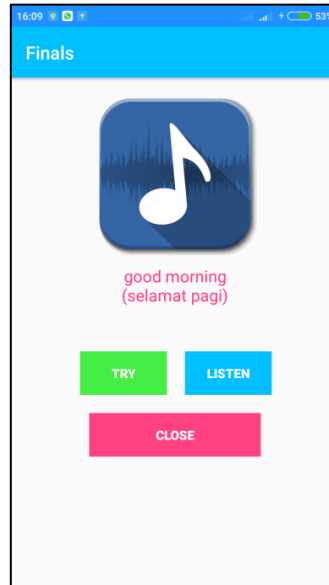 16:09 53%
Finals
good morning
(selamat pagi)
TRY LISTEN
CLOSE